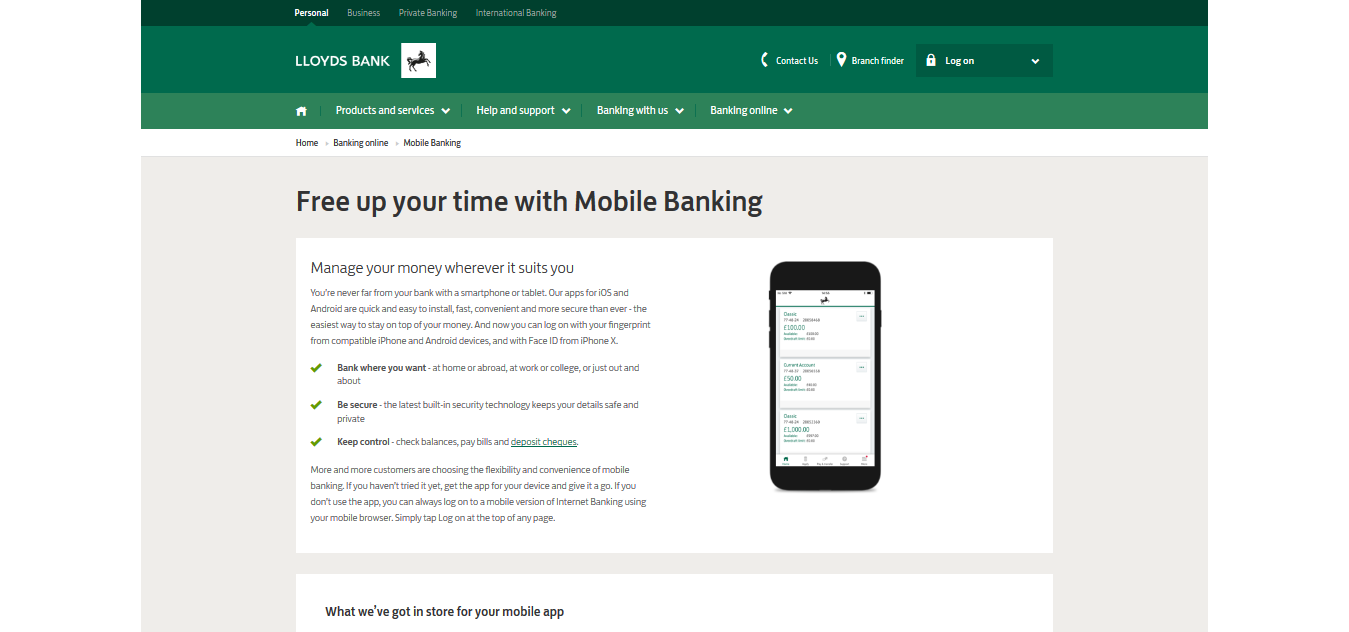 Personal Business Private Banking International Banking
LLOYDS BANK
Contact Us Branch finder Log on
Products and services Help and support Banking with us Banking online
Home » Banking online » Mobile Banking
Free up your time with Mobile Banking
Manage your money wherever it suits you
You're never far from your bank with a smartphone or tablet. Our apps for iOS and
Android are quick and easy to install, fast, convenient and more secure than ever - the
easiest way to stay on top of your money. And now you can log on with your fingerprint
from compatible iPhone and Android devices, and with Face ID from iPhone X.
Bank where you want - at home or abroad, at work or college, or just out and
about
Be secure - the latest built-in security technology keeps your details safe and
private
Keep control - check balances, pay bills and deposit cheques.
More and more customers are choosing the flexibility and convenience of mobile
banking. If you haven't tried it yet, get the app for your device and give it a go. If you
don't use the app, you can always log on to a mobile version of Internet Banking using
your mobile browser. Simply tap Log on at the top of any page.
Classic
£100.00
Current Account
£50.00
Classic
£1,000.00
What we've got in store for your mobile app